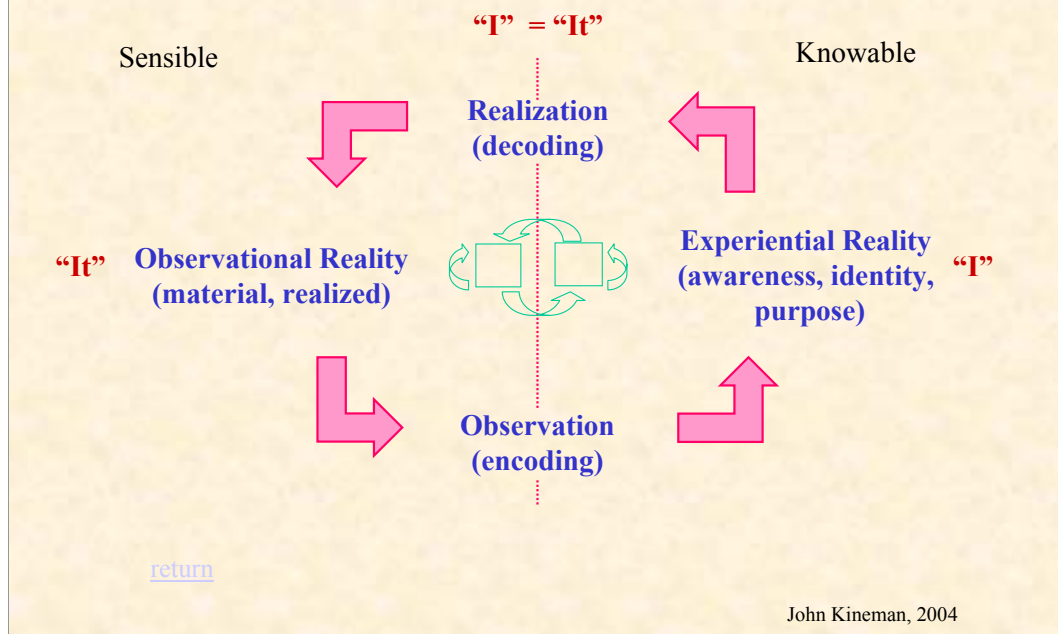 “I” = “It”
Sensible
Knowable
Realization
(decoding)
“It”
Observational Reality
(material, realized)
Experiential Reality
(awareness, identity,
purpose)
“I”
Observation
(encoding)
return
John Kineman, 2004